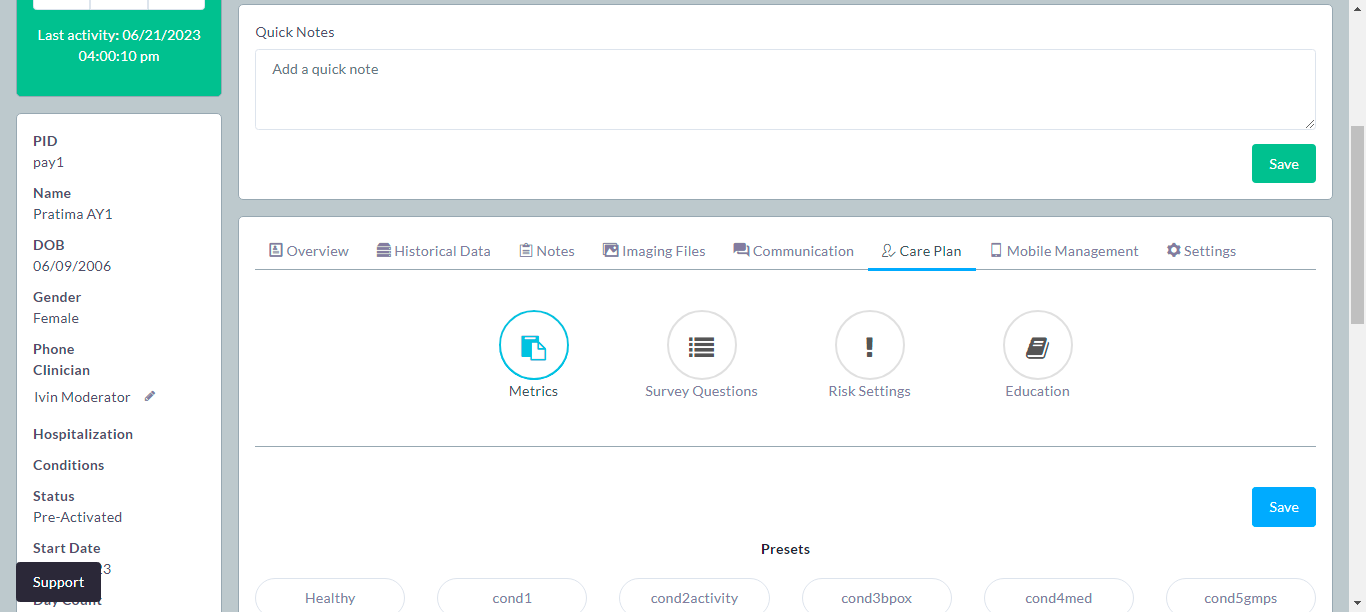 Last activity: 06/21/2023
04:00:10 pm
PID
pay1
Name
Pratima AY1
DOB
06/09/2006
Gender
Female
Phone
Clinician
Ivin Moderator
Hospitalization
Conditions
Status
Pre-Activated
Start Date
23
Support
Day Count
Quick Notes
Add a quick note
Save
Overview
Historical Data
Notes
Imaging Files
Communication
Care Plan
Mobile Management
Settings
Metrics
Survey Questions
Risk Settings
Education
Save
Presets
Healthy
cond1
cond2activity
cond3bpox
cond4med
cond5gmps